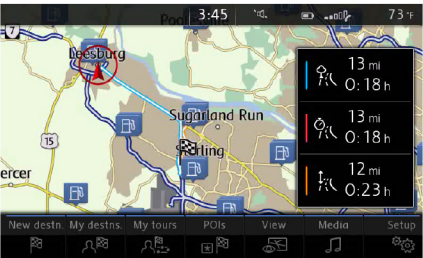 3:45
73 °F
7
Leesburg
Sugarland Run
Sterling
15
ercer
13 mi
0:18 h
13 mi
0:18 h
12 mi
0:23 h
New destn. My destns. My tours POIs View Media Setup